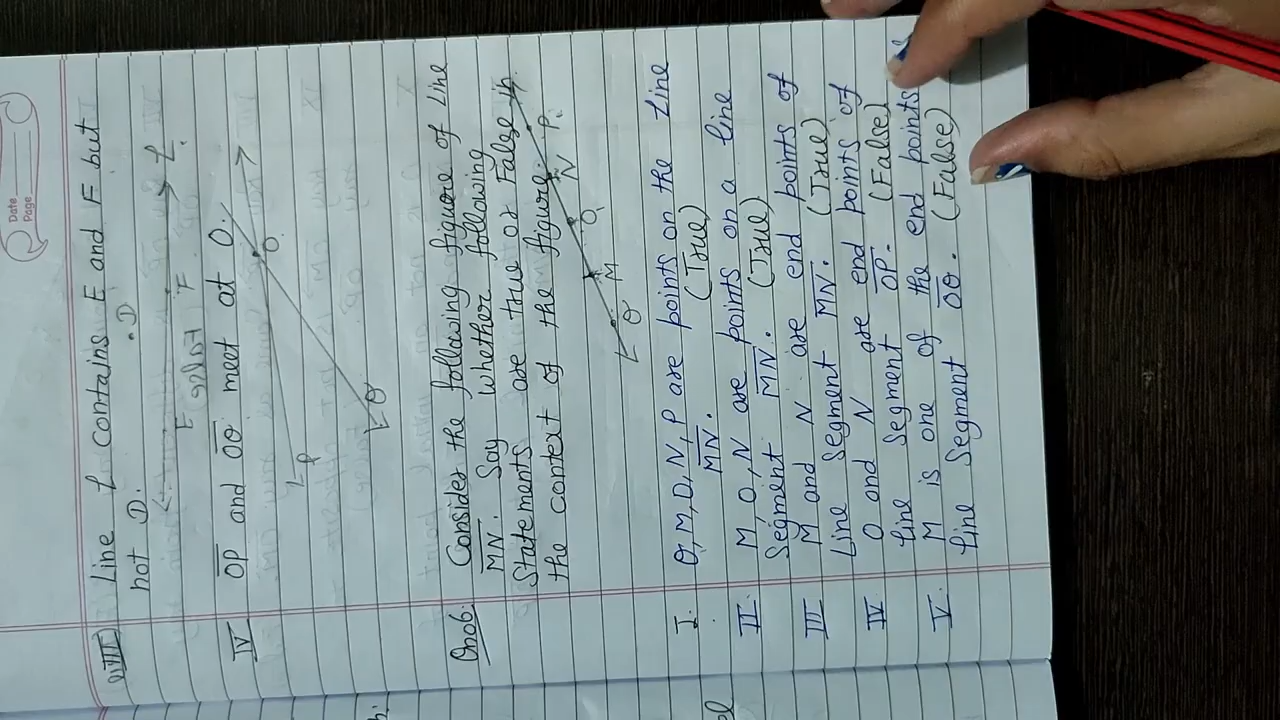 Date
Page
III Line l contains E and F but
not D.
.D
E F l.
IV OP and OQ meet at O.
O
P
Q
Qno6. Consider the following figure of Line
MN. Say whether following
Statements are true or False in
the context of the figure.
Q M O N P
I. Q, M, O, N, P are points on the Line
MN. (True)
II M, O, N are points on a line
Segment MN. (True)
III M and N are end points of
Line Segment MN. (True)
IV O and N are end points of
Line Segment OP. (False)
V. M is one of the end points
Line Segment OQ. (False)